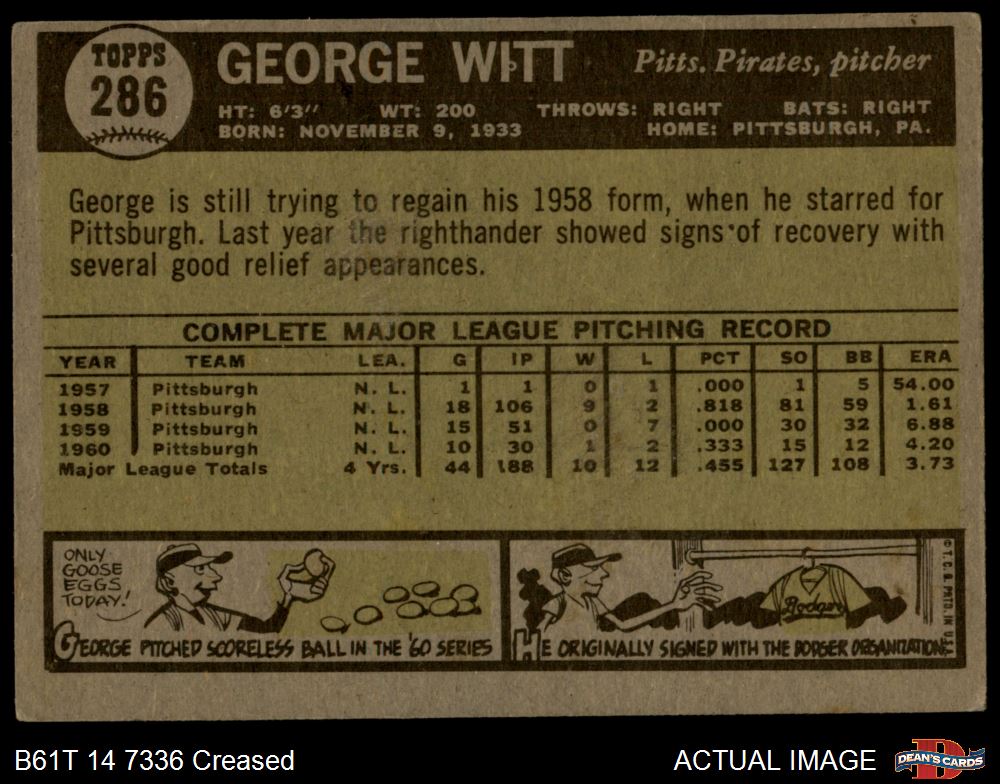 TOPPS
286
GEORGE WITT
Pitts. Pirates, pitcher
HT: 6'3" WT: 200 THROWS: RIGHT BATS: RIGHT
BORN: NOVEMBER 9, 1933 HOME: PITTSBURGH, PA.
George is still trying to regain his 1958 form, when he starred for
Pittsburgh. Last year the righthander showed signs of recovery with
several good relief appearances.
COMPLETE MAJOR LEAGUE PITCHING RECORD
YEAR TEAM LEA. G IP W L PCT SO BB ERA
1957 Pittsburgh N. L. 1 1 0 1 .000 1 5 54.00
1958 Pittsburgh N. L. 18 106 9 2 .818 81 59 1.61
1959 Pittsburgh N. L. 15 51 0 7 .000 30 32 6.88
1960 Pittsburgh N. L. 10 30 1 2 .333 15 12 4.20
Major League Totals 4 Yrs. 44 188 10 12 .455 127 108 3.73
ONLY
GOOSE
EGGS
TODAY!
GEORGE PITCHED SCORELESS BALL IN THE '60 SERIES
Dodgers
HE ORIGINALLY SIGNED WITH THE DODGER ORGANIZATION
© T. C. G. PRTD. IN U.S.
B61T 14 7336 Creased
ACTUAL IMAGE
DEAN'S CARDS